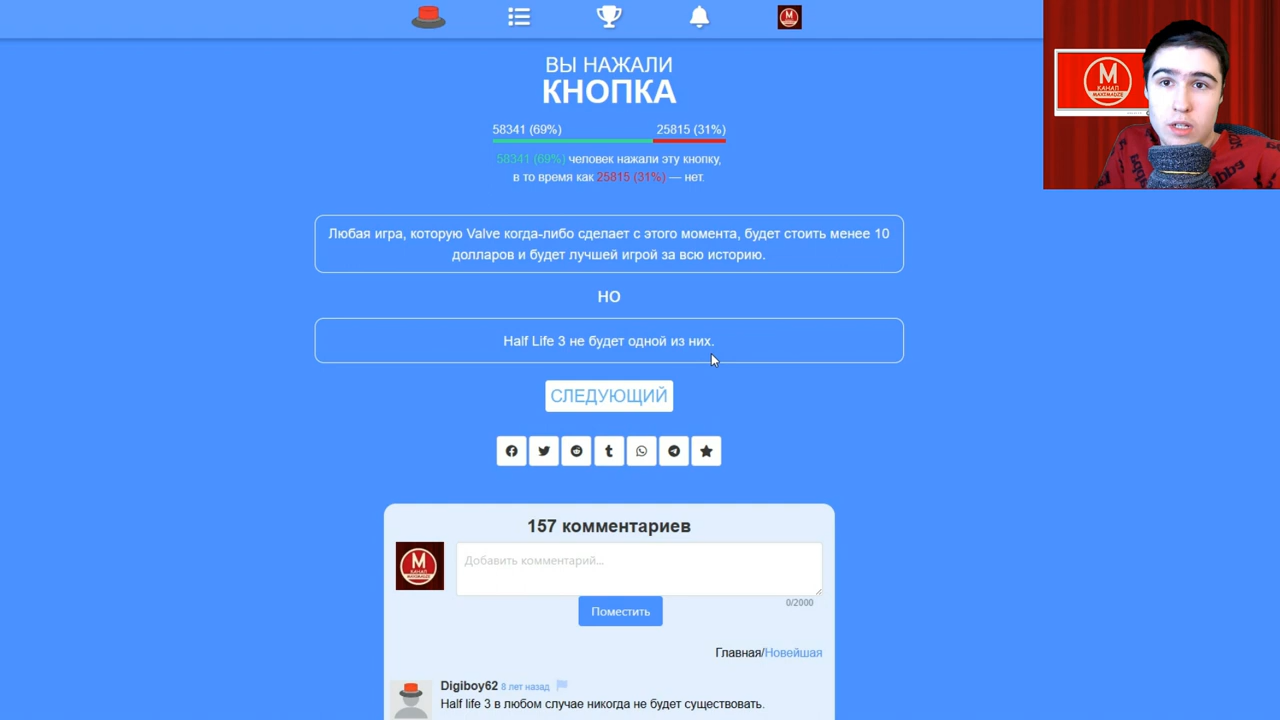 ВЫ НАЖАЛИ
КНОПКА
58341 (69%) 25815 (31%)
58341 (69%) человек нажали эту кнопку,
в то время как 25815 (31%) — нет.
Любая игра, которую Valve когда-либо сделает с этого момента, будет стоить менее 10
долларов и будет лучшей игрой за всю историю.
НО
Half Life 3 не будет одной из них.
СЛЕДУЮЩИЙ
157 комментариев
М
КАНАЛ
MAKEMADZE
Добавить комментарий...
0/2000
Поместить
Главная/Новейшая
Digiboy62 8 лет назад
Half life 3 в любом случае никогда не будет существовать.